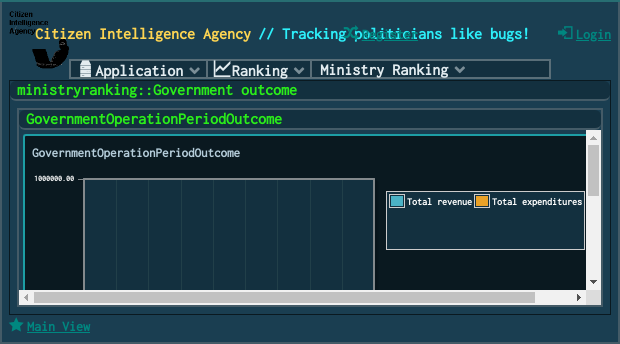 Citizen
Intelligence
Agency
Citizen Intelligence Agency // Tracking politicians like bugs!
Register
Login
Application
Ranking
Ministry Ranking
ministryranking::Government outcome
GovernmentOperationPeriodOutcome
GovernmentOperationPeriodOutcome
1000000.00
Total revenue
Total expenditures
Main View